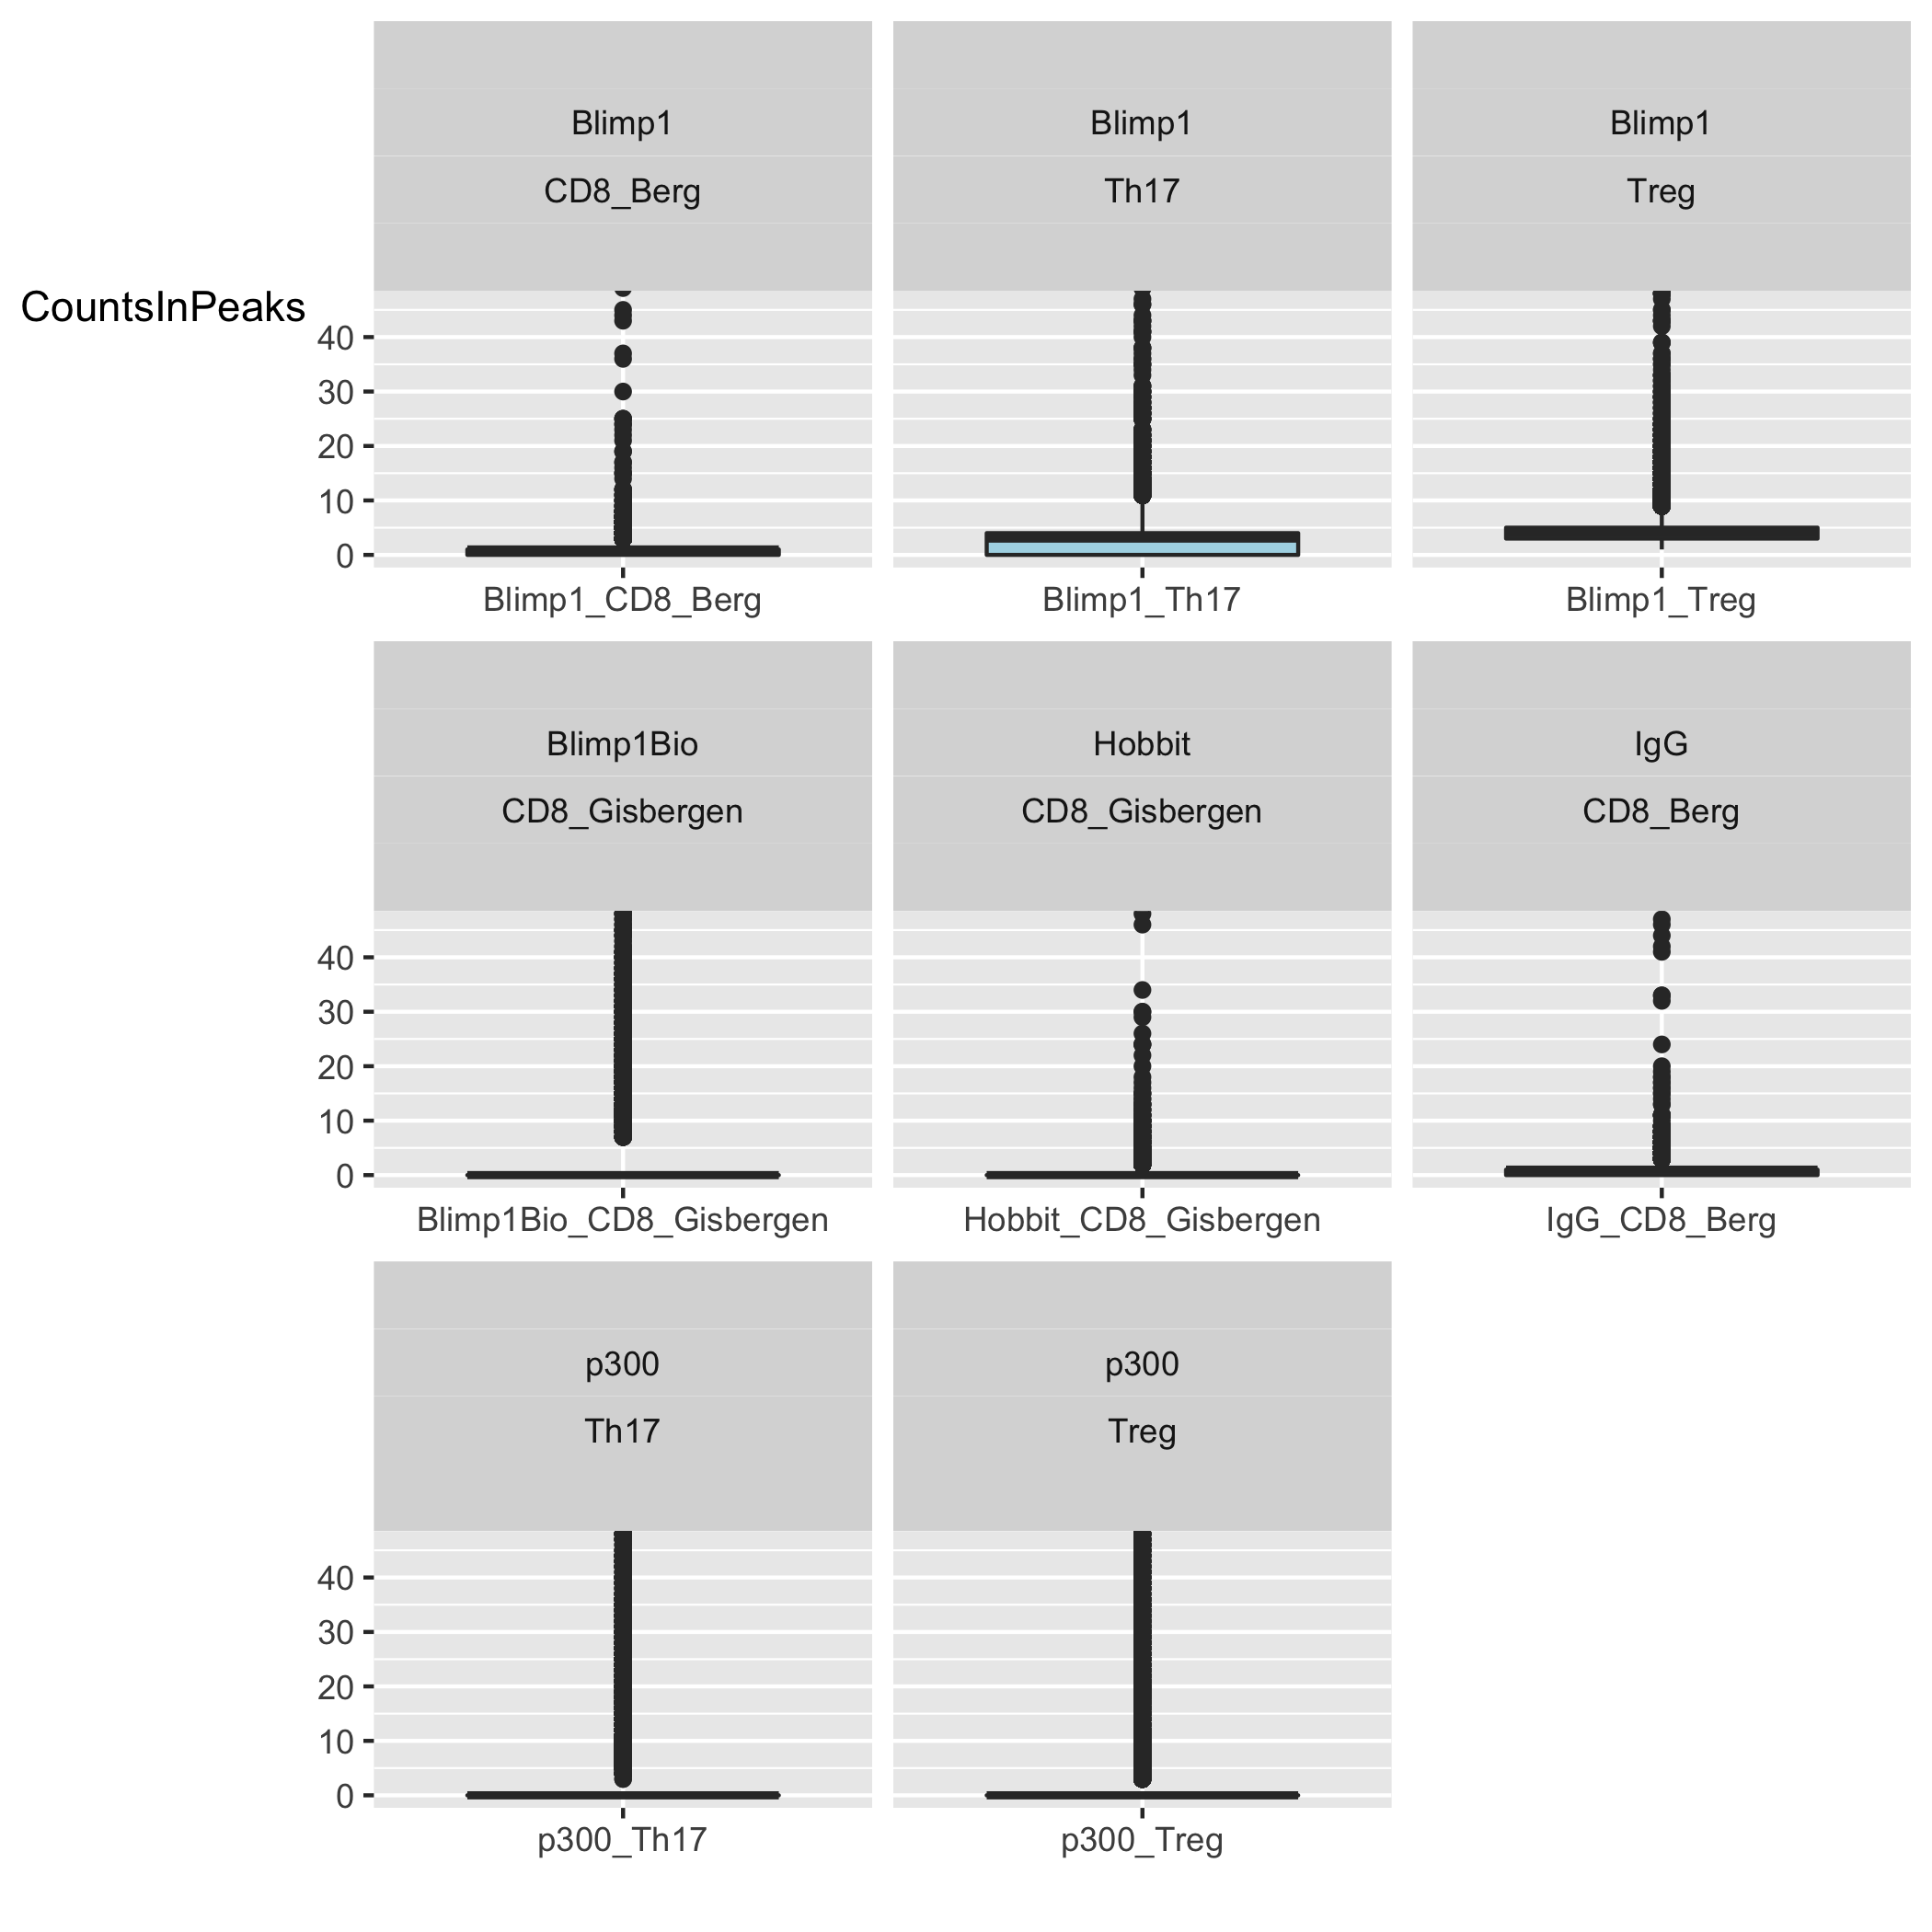 Blimp1 Blimp1 Blimp1
CD8_Berg Th17 Treg
CountsInPeaks
40
30
20
10
0
Blimp1_CD8_Berg Blimp1_Th17 Blimp1_Treg
Blimp1Bio Hobbit IgG
CD8_Gisbergen CD8_Gisbergen CD8_Berg
40
30
20
10
0
Blimp1Bio_CD8_Gisbergen Hobbit_CD8_Gisbergen IgG_CD8_Berg
p300 p300
Th17 Treg
40
30
20
10
0
p300_Th17 p300_Treg